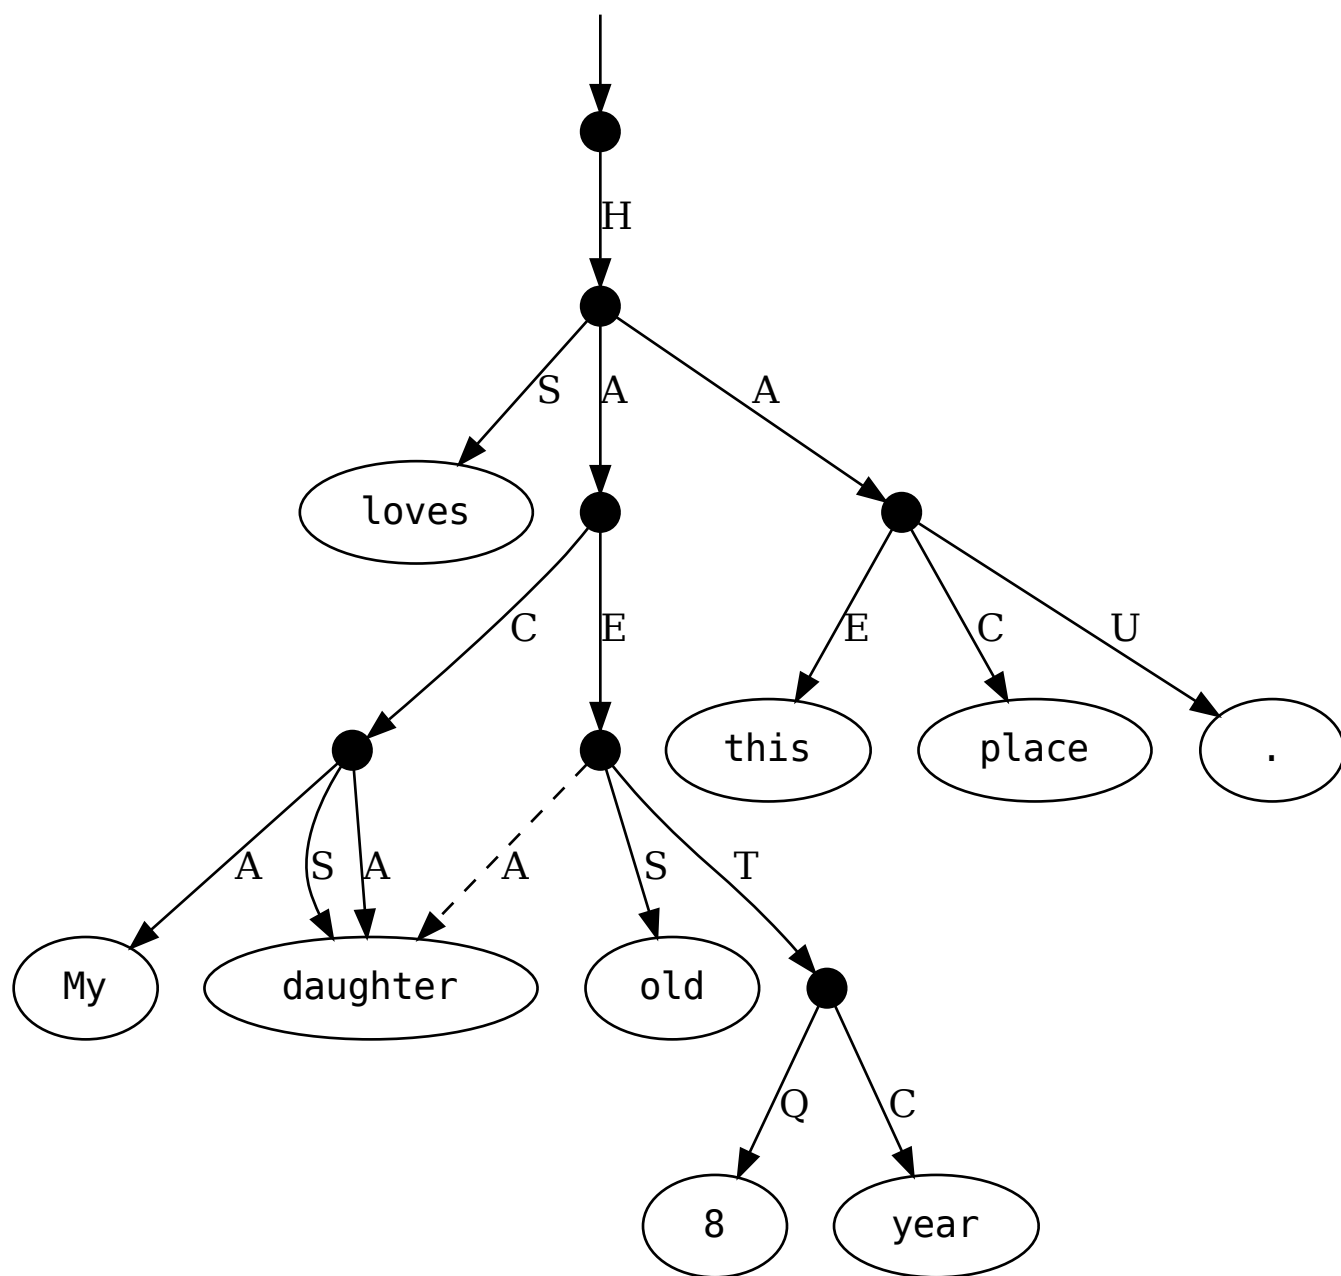 H
S A A
loves
C E E C U
this place .
A S A A S T
My daughter old
Q C
8 year